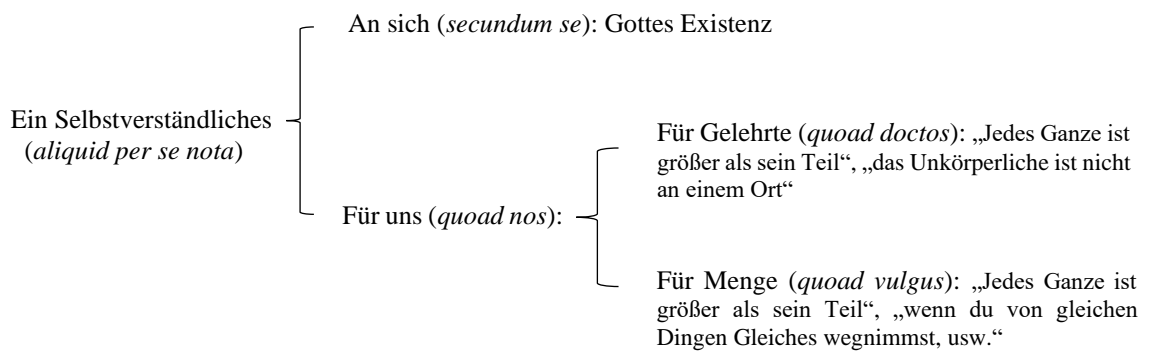 An sich (secundum se): Gottes Existenz
Ein Selbstverständliches
(aliquid per se nota)
Für uns (quoad nos):
Für Gelehrte (quoad doctos): „Jedes Ganze ist
größer als sein Teil“, „das Unkörperliche ist nicht
an einem Ort“
Für Menge (quoad vulgus): „Jedes Ganze ist
größer als sein Teil“, „wenn du von gleichen
Dingen Gleiches wegnimmst, usw.“